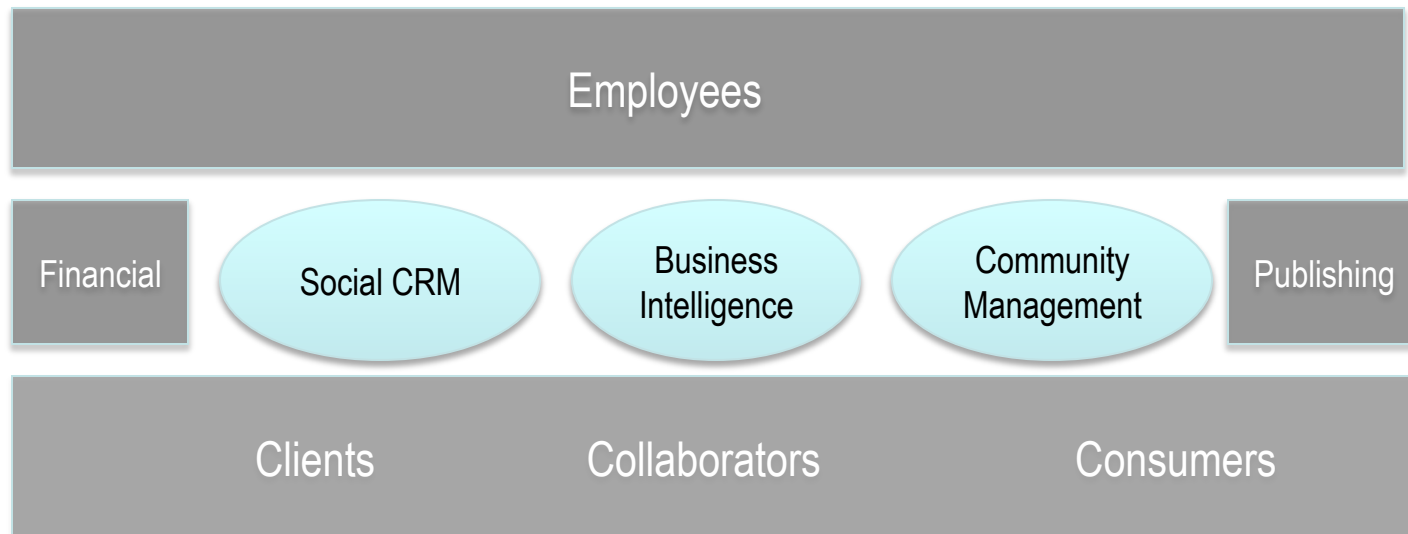 Employees
Financial
Social CRM
Business
Intelligence
Community
Management
Publishing
Clients Collaborators Consumers